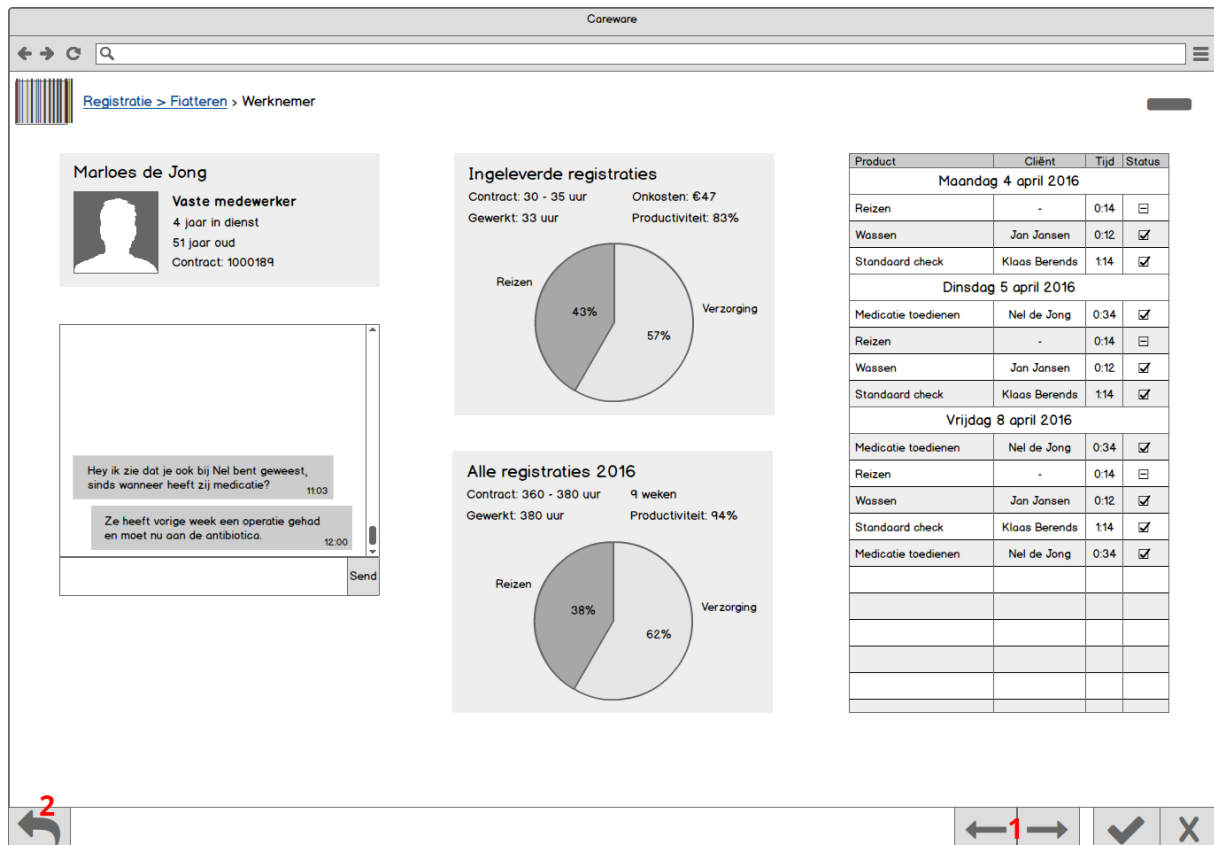 Careware
Registratie > Fiatteren > Werknemer
Marloes de Jong
Vaste medewerker
4 jaar in dienst
51 jaar oud
Contract: 1000189
Hey ik zie dat je ook bij Nel bent geweest,
sinds wanneer heeft zij medicatie?
11:03
Ze heeft vorige week een operatie gehad
en moet nu aan de antibiotica.
12:00
Send
Ingeleverde registraties
Contract: 30 - 35 uur Onkosten: €47
Gewerkt: 33 uur Productiviteit: 83%
Reizen
43%
Verzorging
57%
Alle registraties 2016
Contract: 360 - 380 uur 9 weken
Gewerkt: 380 uur Productiviteit: 94%
Reizen
38%
Verzorging
62%
Product Cliënt Tijd Status
Maandag 4 april 2016
Reizen - 0:14
Wassen Jan Jansen 0:12
Standaard check Klaas Berends 1:14
Dinsdag 5 april 2016
Medicatie toedienen Nel de Jong 0:34
Reizen - 0:14
Wassen Jan Jansen 0:12
Standaard check Klaas Berends 1:14
Vrijdag 8 april 2016
Medicatie toedienen Nel de Jong 0:34
Reizen - 0:14
Wassen Jan Jansen 0:12
Standaard check Klaas Berends 1:14
Medicatie toedienen Nel de Jong 0:34
2
1
X